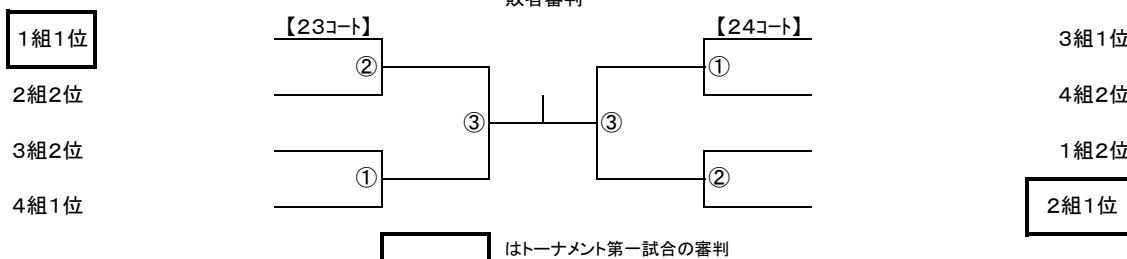 敗者審判
1組1位 【23コート】 【24コート】 3組1位
② ①
2組2位 4組2位
③ ③
3組2位 1組2位
① ②
4組1位 2組1位
はトーナメント第一試合の審判